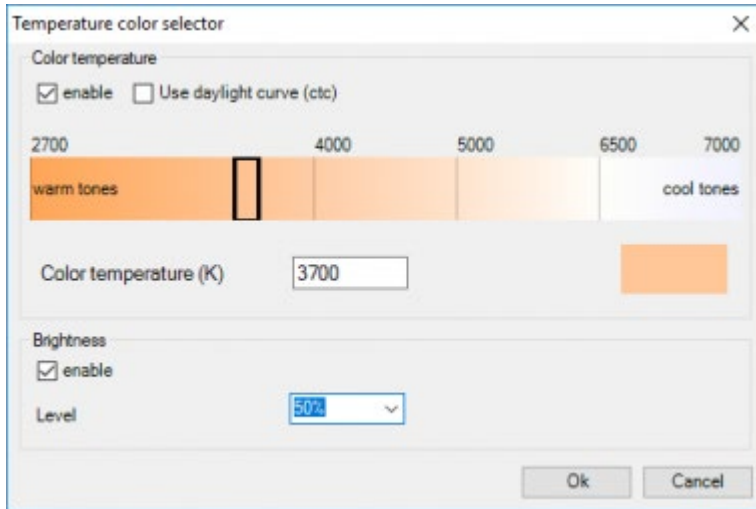 Temperature color selector
Color temperature
enable Use daylight curve (ctc)
2700 4000 5000 6500 7000
warm tones cool tones
Color temperature (K) 3700
Brightness
enable
Level 50%
Ok Cancel